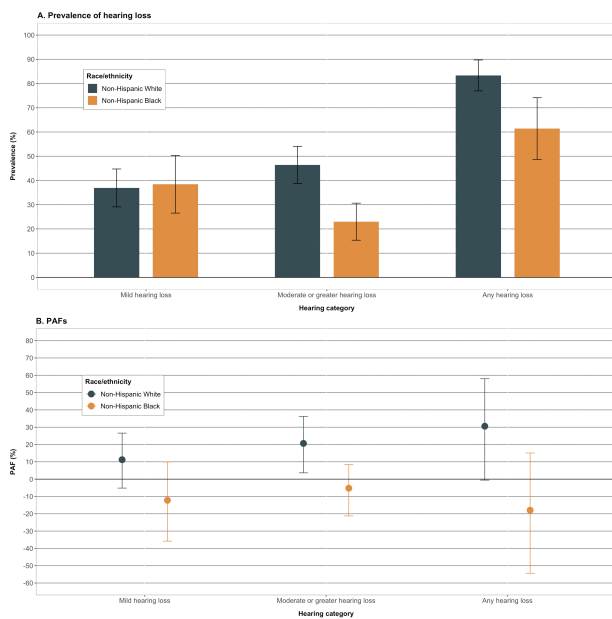 A. Prevalence of hearing loss
100
90
80
70
60
50
40
30
20
10
0
Prevalence (%)
Race/ethnicity
Non-Hispanic White
Non-Hispanic Black
Mild hearing loss
Moderate or greater hearing loss
Any hearing loss
Hearing category
B. PAFs
80
70
60
50
40
30
20
10
0
-10
-20
-30
-40
-50
-60
PAF (%)
Race/ethnicity
Non-Hispanic White
Non-Hispanic Black
Mild hearing loss
Moderate or greater hearing loss
Any hearing loss
Hearing category